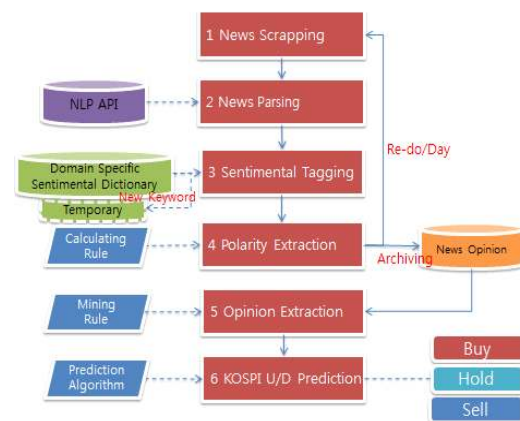 1 News Scrapping
NLP API
2 News Parsing
Re-do/Day
Domain Specific
Sentimental Dictionary
3 Sentimental Tagging
New Keyword
Temporary
Calculating
Rule
4 Polarity Extraction
Archiving
News Opinion
Mining
Rule
5 Opinion Extraction
Buy
Prediction
Algorithm
6 KOSPI U/D Prediction
Hold
Sell